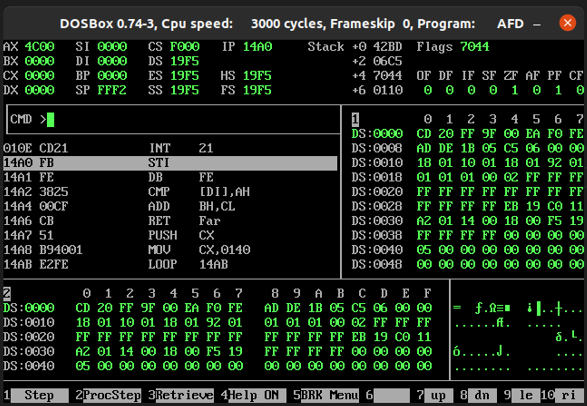 DOSBox 0.74-3, Cpu speed: 3000 cycles, Frameskip 0, Program: AFD
AX 4C00 SI 0000 CS F000 IP 14A0 Stack +0 42BD Flags 7044
BX 0000 DI 0000 DS 19F5 +2 06C5
CX 0000 BP 0000 ES 19F5 HS 19F5 +4 7044 OF DF IF SF ZF AF PF CF
DX 0000 SP FFF2 SS 19F5 FS 19F5 +6 0110 0 0 0 0 1 0 1 0
CMD >
1 0 1 2 3 4 5 6 7
DS:0000 CD 20 FF 9F 00 EA F0 FE
DS:0008 AD DE 1B 05 C5 06 00 00
DS:0010 18 01 10 01 18 01 92 01
DS:0018 01 01 01 00 02 FF FF FF
DS:0020 FF FF FF FF FF FF FF FF
DS:0028 FF FF FF FF EB 19 C0 11
DS:0030 A2 01 14 00 18 00 F5 19
DS:0038 FF FF FF FF 00 00 00 00
DS:0040 05 00 00 00 00 00 00 00
DS:0048 00 00 00 00 00 00 00 00
010E CD21 INT 21
14A0 FB STI
14A1 FE DB FE
14A2 3825 CMP [DI],AH
14A4 00CF ADD BH,CL
14A6 CB RET Far
14A7 51 PUSH CX
14A8 B94001 MOV CX,0140
14AB E2FE LOOP 14AB
2 0 1 2 3 4 5 6 7 8 9 A B C D E F
DS:0000 CD 20 FF 9F 00 EA F0 FE AD DE 1B 05 C5 06 00 00
DS:0010 18 01 10 01 18 01 92 01 01 01 01 00 02 FF FF FF
DS:0020 FF FF FF FF FF FF FF FF FF FF FF FF EB 19 C0 11
DS:0030 A2 01 14 00 18 00 F5 19 FF FF FF FF 00 00 00 00
DS:0040 05 00 00 00 00 00 00 00 00 00 00 00 00 00 00 00
1 Step 2 ProcStep 3 Retrieve 4 Help ON 5 BRK Menu 6 7 up 8 dn 9 le 10 ri